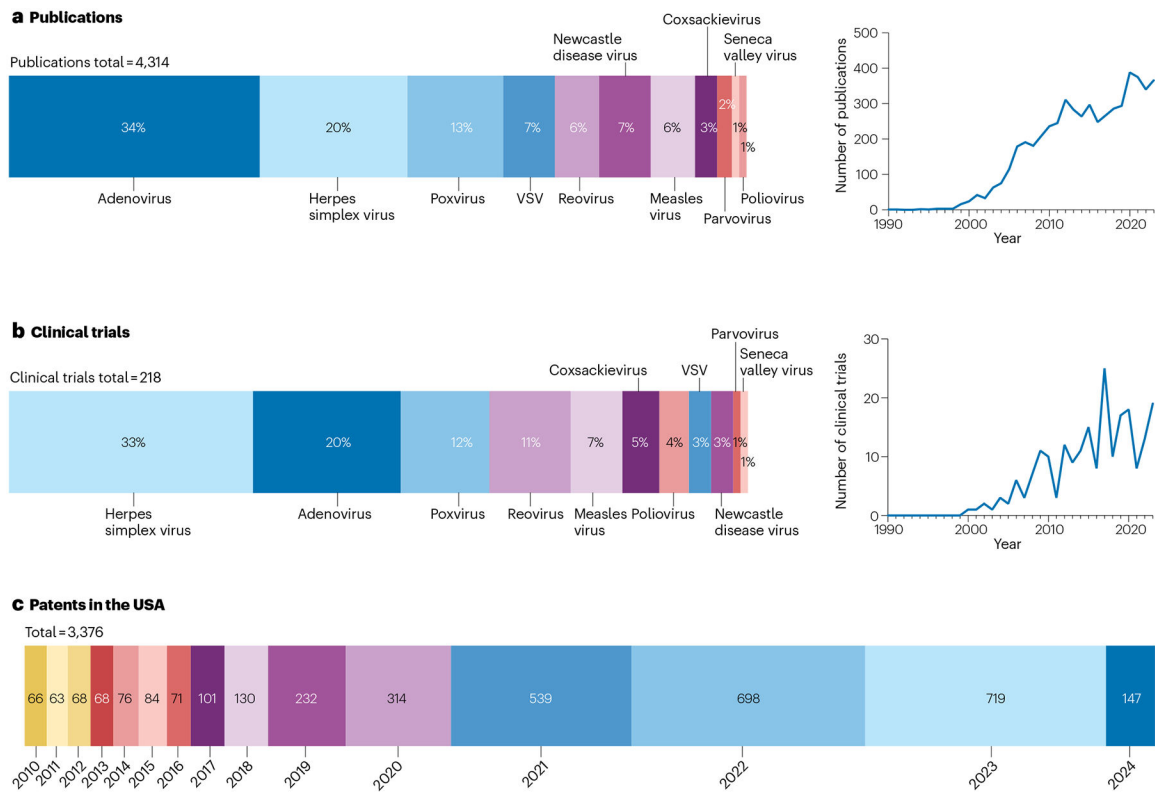 a Publications
Publications total = 4,314
Newcastle
disease virus
Coxsackievirus
Seneca
valley virus
34%
20%
13%
7%
6%
7%
6%
3%
2%
1%
1%
Adenovirus
Herpes
simplex virus
Poxvirus
VSV
Reovirus
Measles
virus
Parvovirus
Poliovirus
Number of publications
500
400
300
200
100
0
1990
2000
2010
2020
Year
b Clinical trials
Clinical trials total = 218
Coxsackievirus
VSV
Parvovirus
Seneca
valley virus
33%
20%
12%
11%
7%
5%
4%
3%
3%
1%
1%
Herpes
simplex virus
Adenovirus
Poxvirus
Reovirus
Measles
virus
Poliovirus
Newcastle
disease virus
Number of clinical trials
30
20
10
0
1990
2000
2010
2020
Year
c Patents in the USA
Total = 3,376
66
63
68
68
76
84
71
101
130
232
314
539
698
719
147
2010
2011
2012
2013
2014
2015
2016
2017
2018
2019
2020
2021
2022
2023
2024